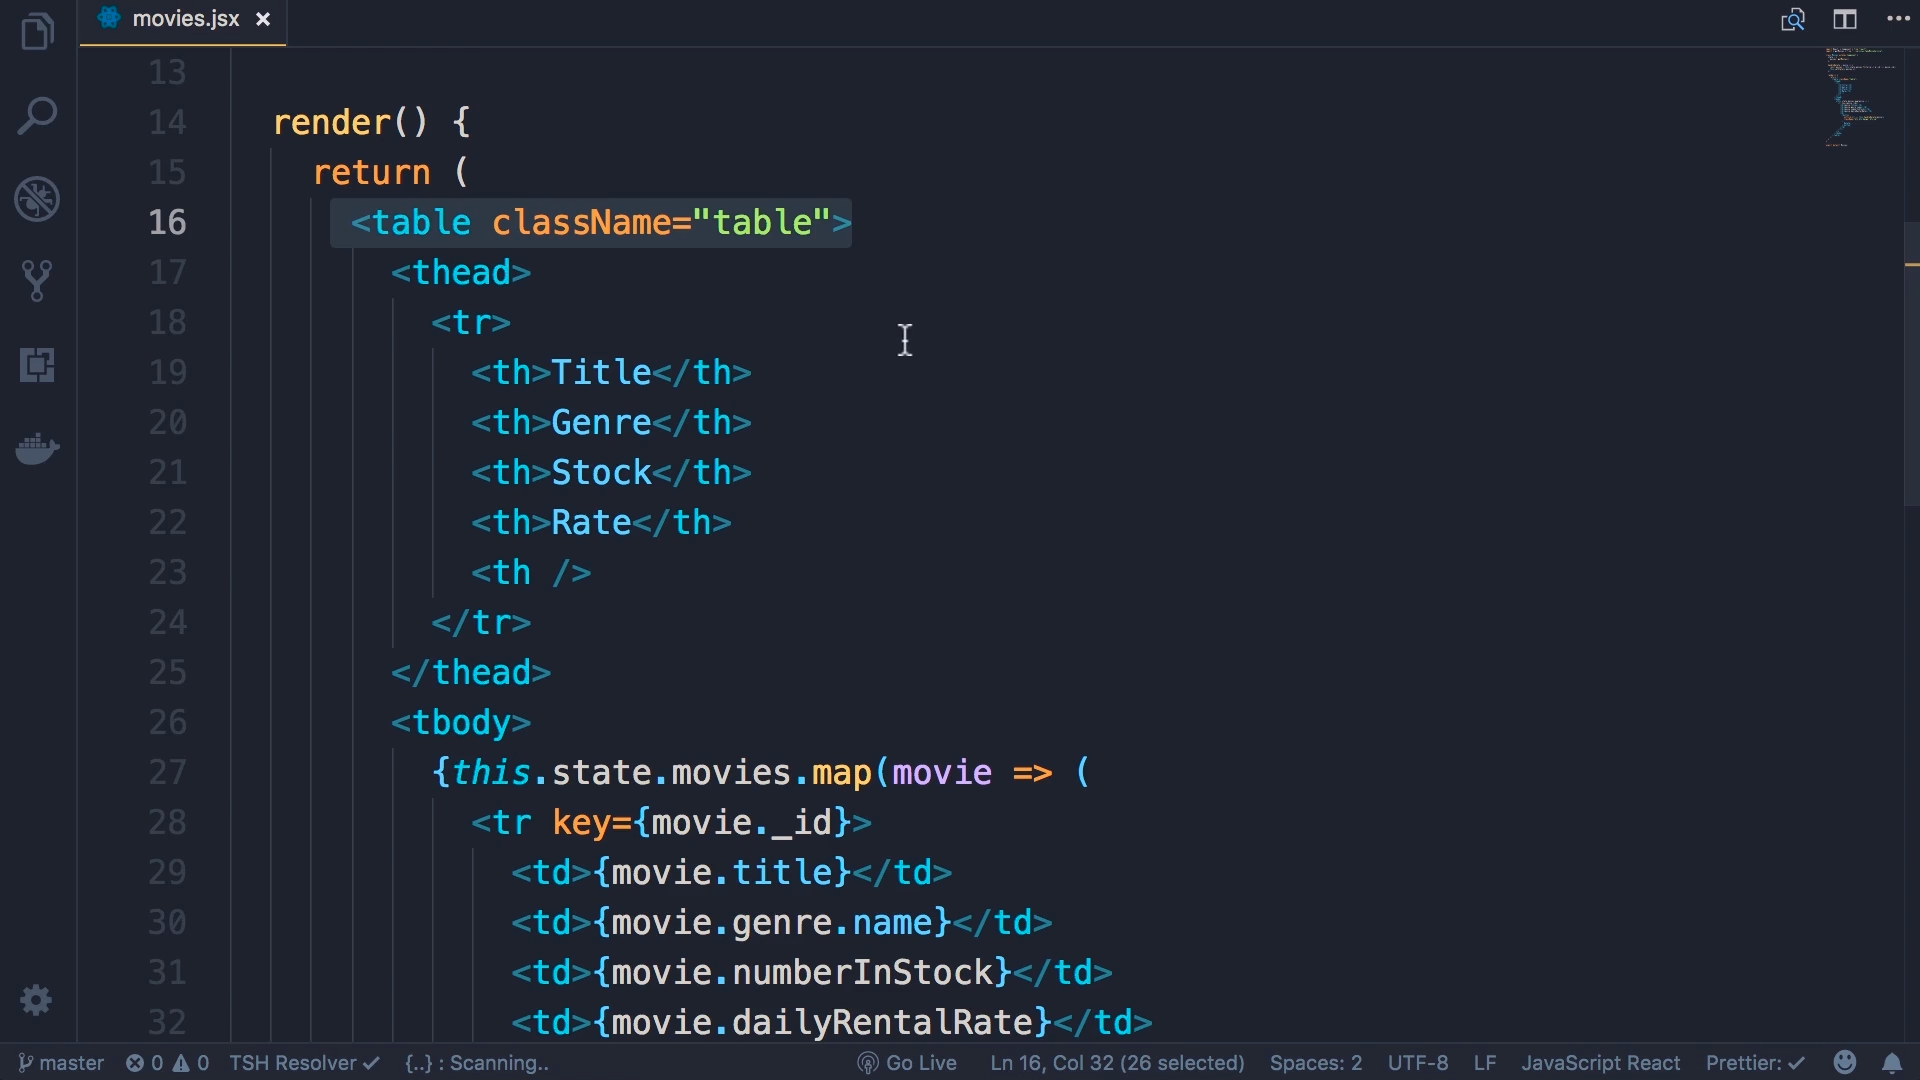 movies.jsx ×
13
14 render() {
15 return (
16 <table className="table">
17 <thead>
18 <tr>
19 <th>Title</th>
20 <th>Genre</th>
21 <th>Stock</th>
22 <th>Rate</th>
23 <th />
24 </tr>
25 </thead>
26 <tbody>
27 {this.state.movies.map(movie => (
28 <tr key={movie._id}>
29 <td>{movie.title}</td>
30 <td>{movie.genre.name}</td>
31 <td>{movie.numberInStock}</td>
32 <td>{movie.dailyRentalRate}</td>
master 0 0 TSH Resolver ✓ {..} : Scanning.. Go Live Ln 16, Col 32 (26 selected) Spaces: 2 UTF-8 LF JavaScript React Prettier: ✓